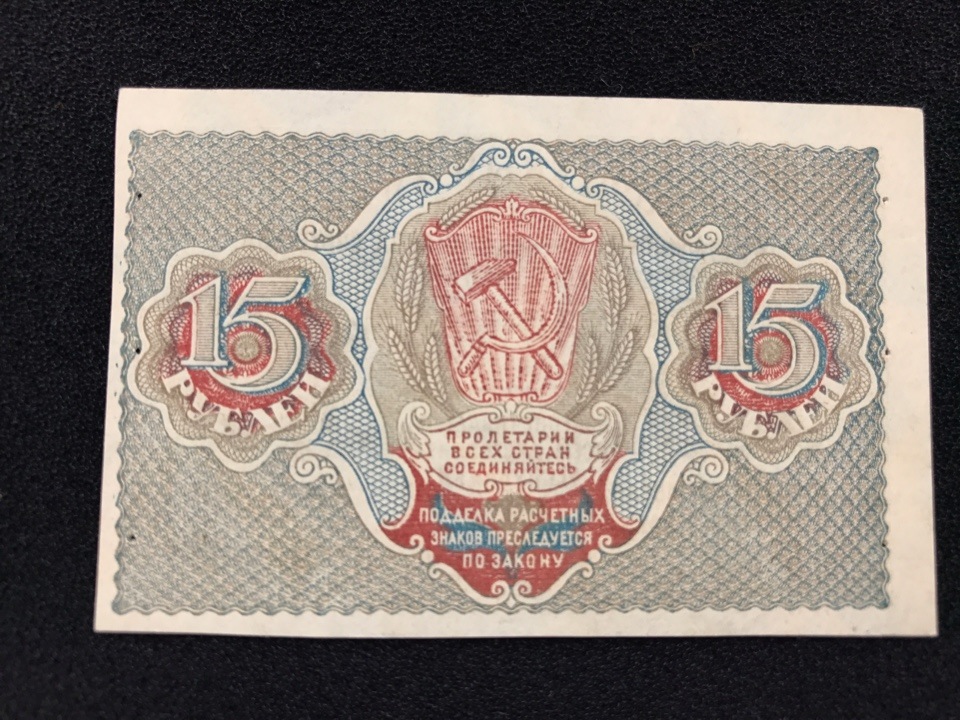 15
РУБЛЕЙ
ПРОЛЕТАРИИ
ВСЕХ СТРАН
СОЕДИНЯЙТЕСЬ
ПОДДЕЛКА РАСЧЕТНЫХ
ЗНАКОВ ПРЕСЛЕДУЕТСЯ
ПО ЗАКОНУ
15
РУБЛЕЙ